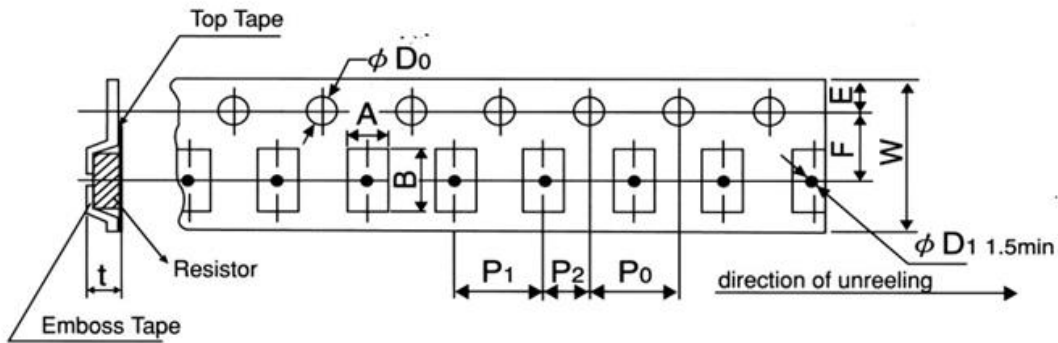 Top Tape
φ D0
A
E
F
W
B
φ D1 1.5min
P1
P2
P0
direction of unreeling
t
Resistor
Emboss Tape